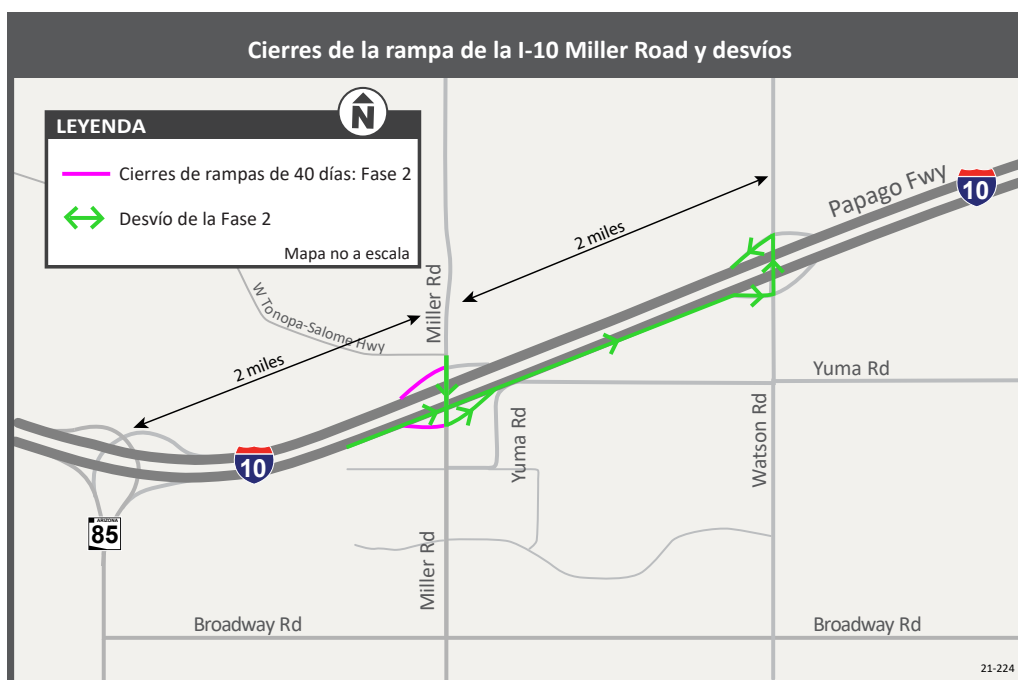 Cierres de la rampa de la I-10 Miller Road y desvíos
N
LEYENDA
Cierres de rampas de 40 días: Fase 2
Desvío de la Fase 2
Mapa no a escala
Papago Fwy
10
2 miles
Miller Rd
W Tonopa-Salome Hwy
2 miles
Yuma Rd
Yuma Rd
Watson Rd
10
ARIZONA
85
Miller Rd
Broadway Rd
Broadway Rd
21-224